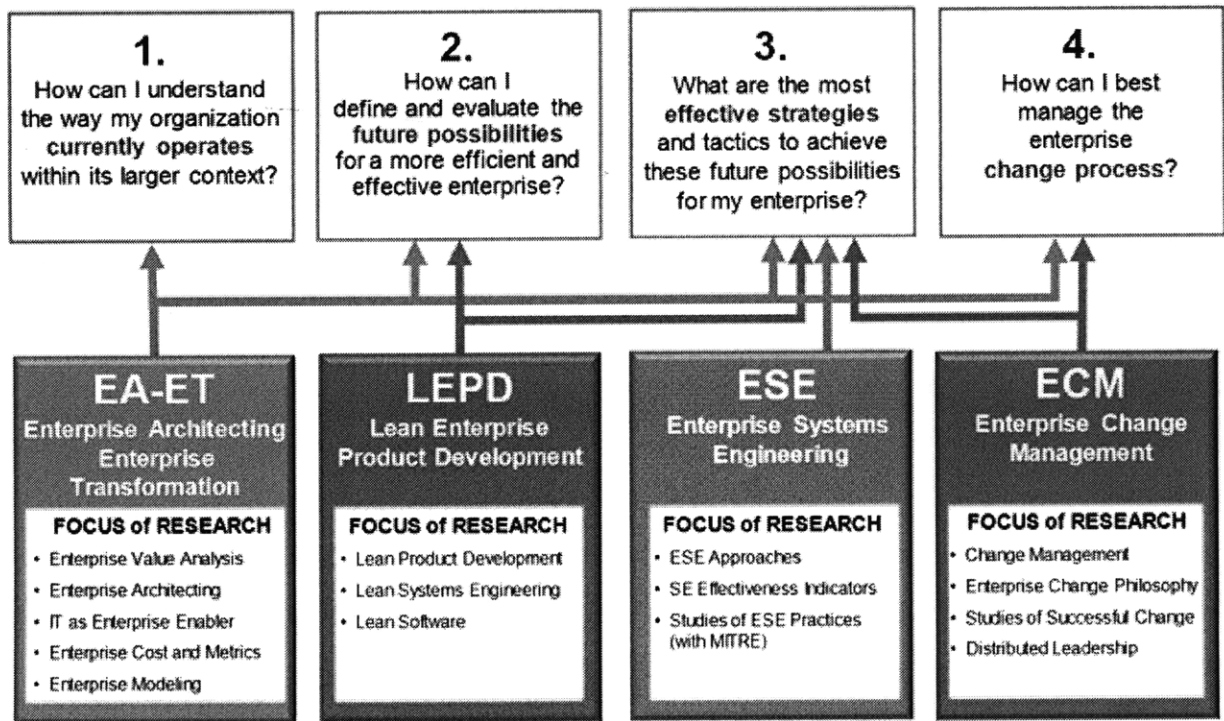 1.
How can I understand
the way my organization
currently operates
within its larger context?
2.
How can I
define and evaluate the
future possibilities
for a more efficient and
effective enterprise?
3.
What are the most
effective strategies
and tactics to achieve
these future possibilities
for my enterprise?
4.
How can I best
manage the
enterprise
change process?
EA-ET
Enterprise Architecting
Enterprise
Transformation
FOCUS of RESEARCH
• Enterprise Value Analysis
• Enterprise Architecting
• IT as Enterprise Enabler
• Enterprise Cost and Metrics
• Enterprise Modeling
LEPD
Lean Enterprise
Product Development
FOCUS of RESEARCH
• Lean Product Development
• Lean Systems Engineering
• Lean Software
ESE
Enterprise Systems
Engineering
FOCUS of RESEARCH
• ESE Approaches
• SE Effectiveness Indicators
• Studies of ESE Practices
(with MITRE)
ECM
Enterprise Change
Management
FOCUS of RESEARCH
• Change Management
• Enterprise Change Philosophy
• Studies of Successful Change
• Distributed Leadership